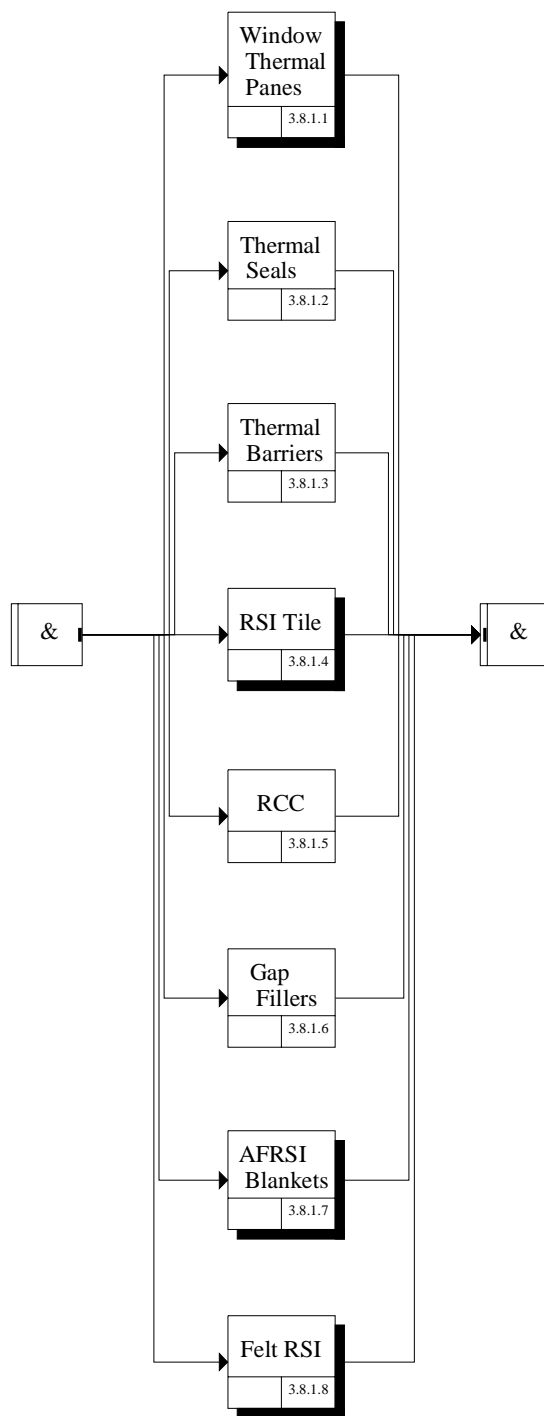 Window
Thermal
Panes
3.8.1.1
Thermal
Seals
3.8.1.2
Thermal
Barriers
3.8.1.3
&
RSI Tile
&
3.8.1.4
RCC
3.8.1.5
Gap
Fillers
3.8.1.6
AFRSI
Blankets
3.8.1.7
Felt RSI
3.8.1.8